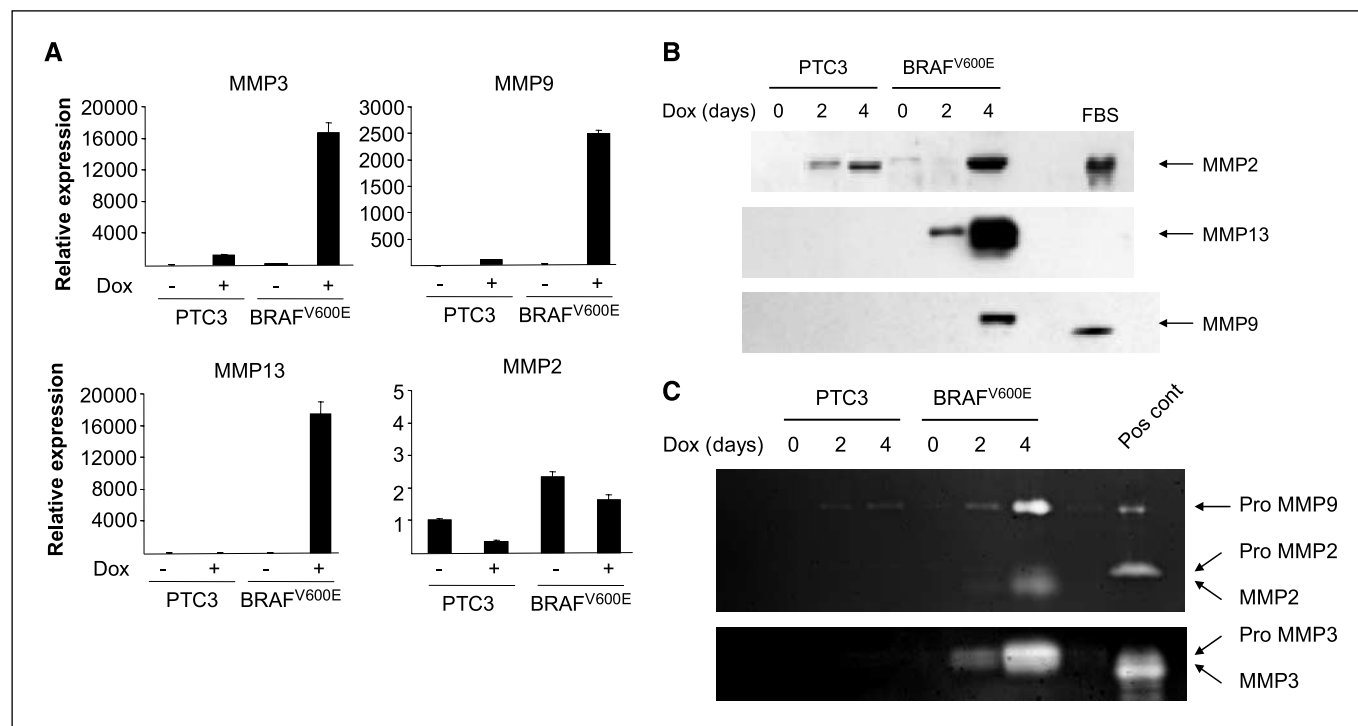 A
MMP3
Relative expression
20000
16000
12000
8000
4000
Dox - + - +
PTC3 BRAFV600E
MMP9
3000
2500
2000
1500
1000
500
- + - +
PTC3 BRAFV600E
MMP13
Relative expression
20000
16000
12000
8000
4000
Dox - + - +
PTC3 BRAFV600E
MMP2
5
4
3
2
1
- + - +
PTC3 BRAFV600E
B
PTC3 BRAFV600E
Dox (days) 0 2 4 0 2 4 FBS
MMP2
MMP13
MMP9
C
PTC3 BRAFV600E
Dox (days) 0 2 4 0 2 4 Pos cont
Pro MMP9
Pro MMP2
MMP2
Pro MMP3
MMP3